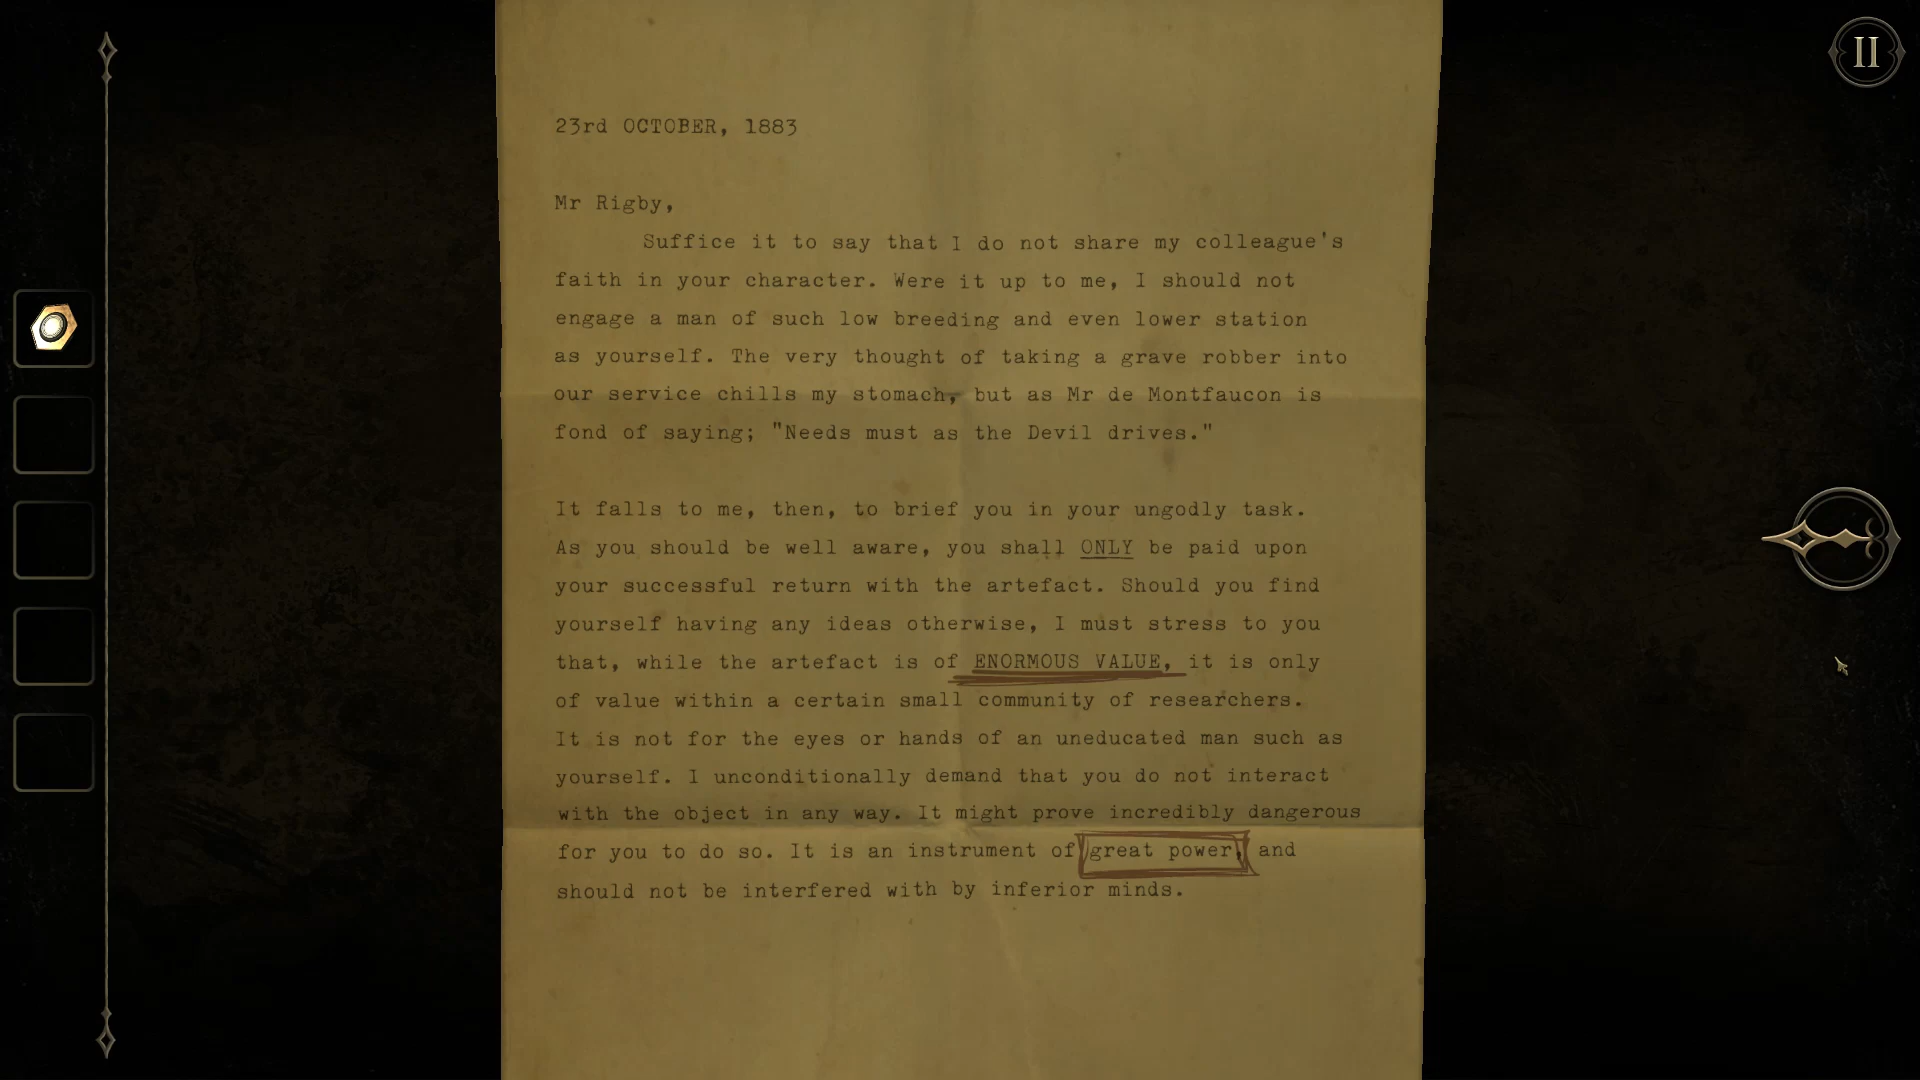 23rd OCTOBER, 1883
Mr Rigby,
Suffice it to say that I do not share my colleague's
faith in your character. Were it up to me, I should not
engage a man of such low breeding and even lower station
as yourself. The very thought of taking a grave robber into
our service chills my stomach, but as Mr de Montfaucon is
fond of saying; "Needs must as the Devil drives."
It falls to me, then, to brief you in your ungodly task.
As you should be well aware, you shall ONLY be paid upon
your successful return with the artefact. Should you find
yourself having any ideas otherwise, I must stress to you
that, while the artefact is of ENORMOUS VALUE, it is only
of value within a certain small community of researchers.
It is not for the eyes or hands of an uneducated man such as
yourself. I unconditionally demand that you do not interact
with the object in any way. It might prove incredibly dangerous
for you to do so. It is an instrument of great power, and
should not be interfered with by inferior minds.